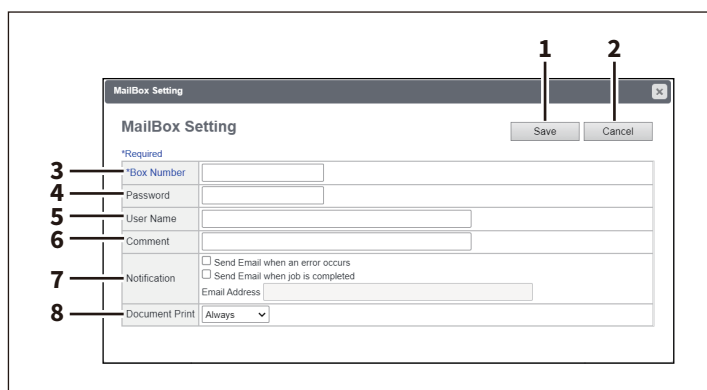 1 2
MailBox Setting
MailBox Setting
Save Cancel
*Required
3 *Box Number
4 Password
5 User Name
6 Comment
7 Notification
Send Email when an error occurs
Send Email when job is completed
Email Address
8 Document Print Always